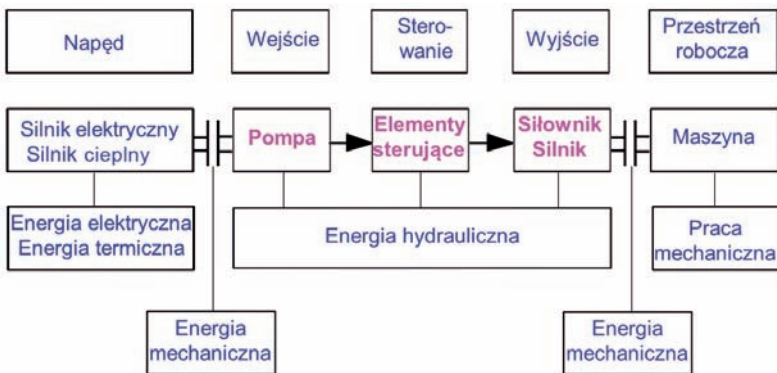 Napęd
Wejście
Stero-
wanie
Wyjście
Przestrzeń
robocza
Silnik elektryczny
Silnik cieplny
Pompa
Elementy
sterujące
Siłownik
Silnik
Maszyna
Energia elektryczna
Energia termiczna
Energia hydrauliczna
Praca
mechaniczna
Energia
mechaniczna
Energia
mechaniczna